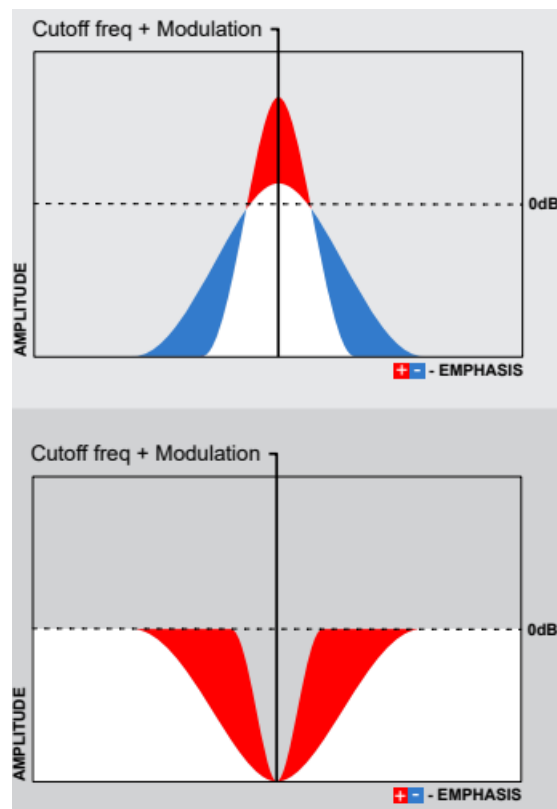 Cutoff freq + Modulation
0dB
AMPLITUDE
+ - - EMPHASIS
Cutoff freq + Modulation
0dB
AMPLITUDE
+ - - EMPHASIS